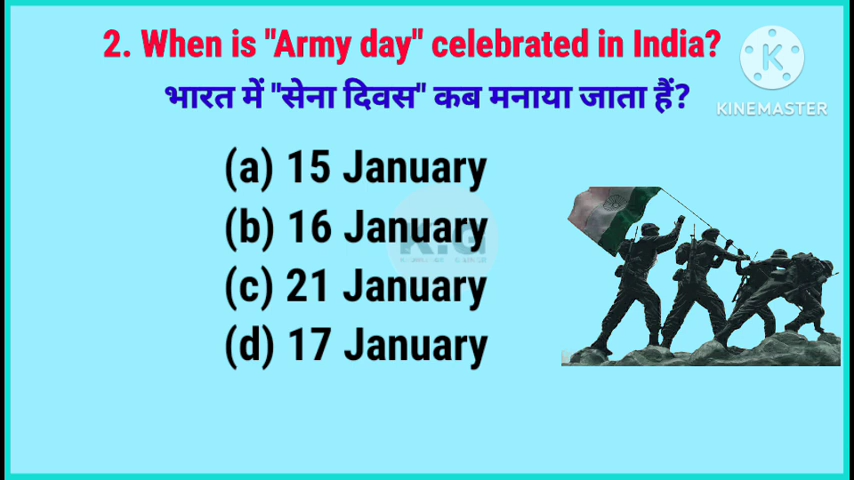 2. When is "Army day" celebrated in India?
KINEMASTER
भारत में "सेना दिवस" कब मनाया जाता हैं?
(a) 15 January
(b) 16 January
(c) 21 January
(d) 17 January